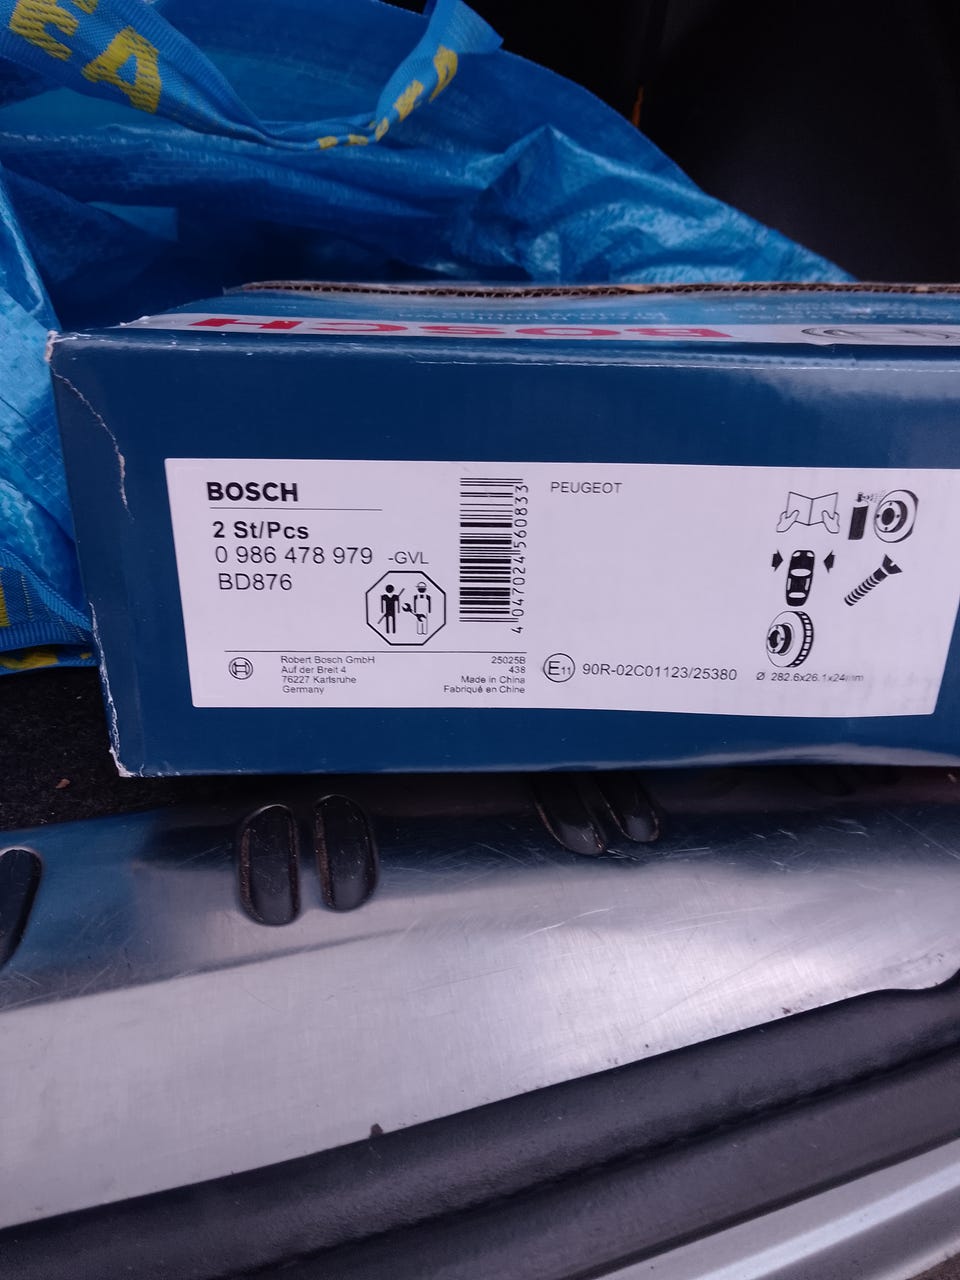 BOSCH
BOSCH
2 St/Pcs
0 986 478 979 -GVL
BD876
4 047024 560833
PEUGEOT
Robert Bosch GmbH
Auf der Breit 4
76227 Karlsruhe
Germany
25025B
438
Made in China
Fabriqué en Chine
E11 90R-02C01123/25380
Ø 282.6x26.1x24mm